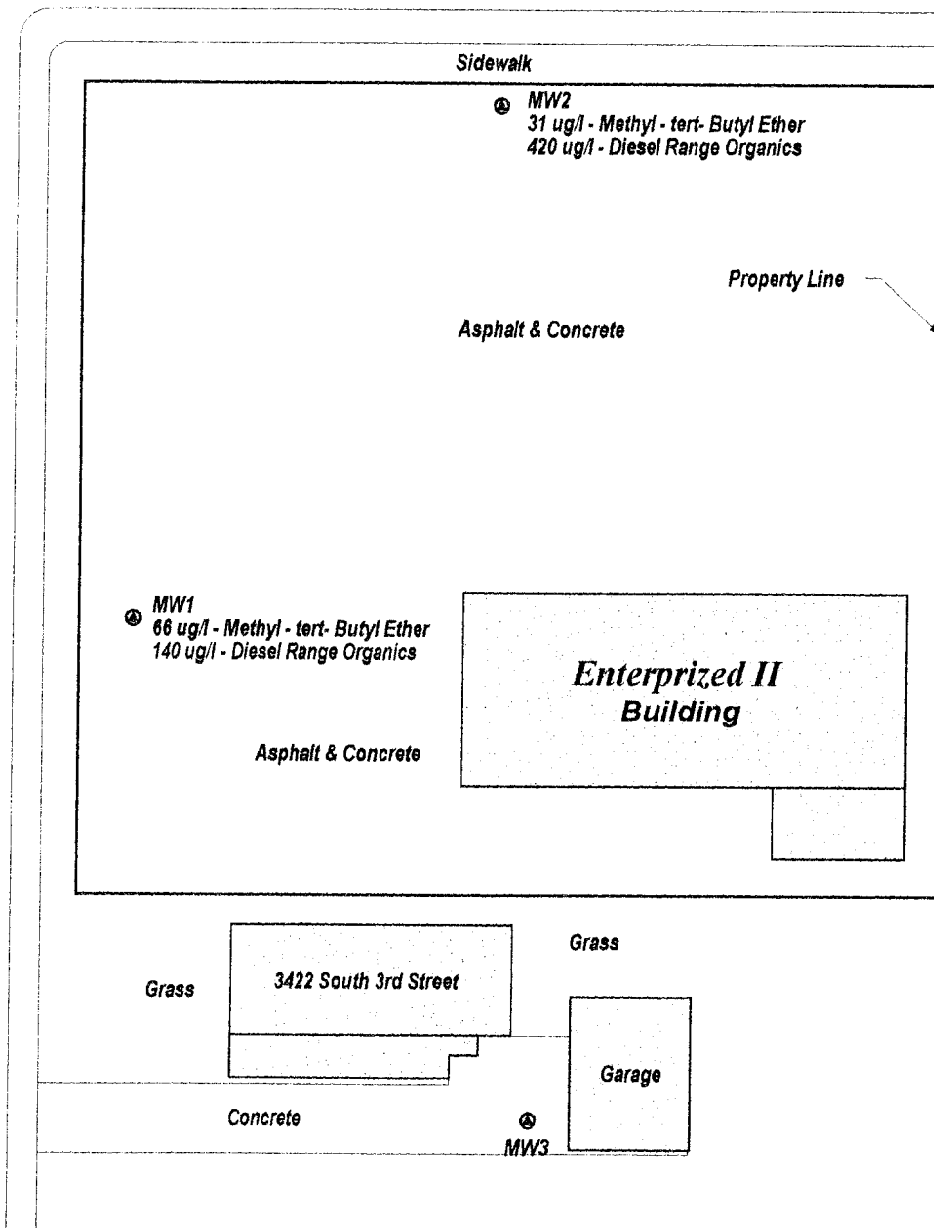 Sidewalk
MW2
31 ug/l - Methyl - tert- Butyl Ether
420 ug/l - Diesel Range Organics
Property Line
Asphalt & Concrete
MW1
66 ug/l - Methyl - tert- Butyl Ether
140 ug/l - Diesel Range Organics
Enterprized II
Building
Asphalt & Concrete
Grass
3422 South 3rd Street
Grass
Garage
Concrete
MW3